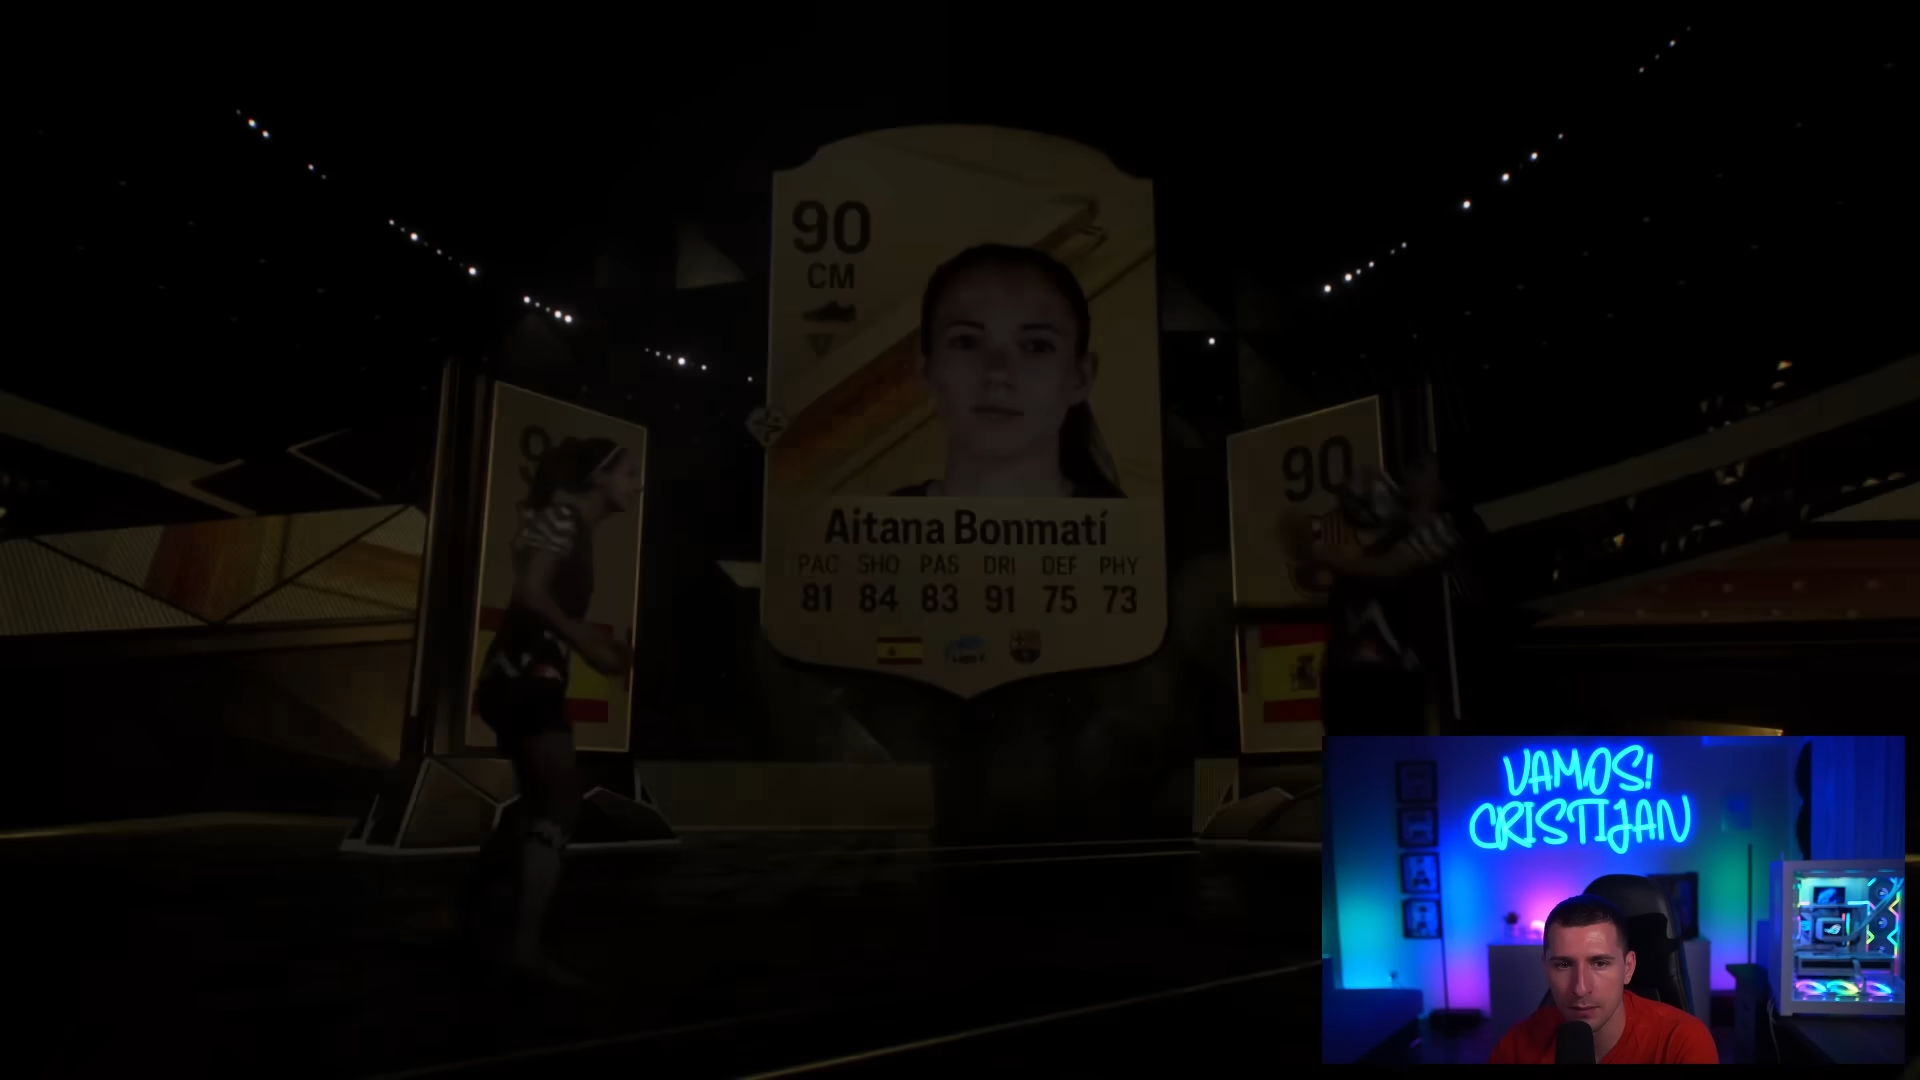 90
CM
Aitana Bonmatí
PAC SHO PAS DRI DEF PHY
81 84 83 91 75 73
9
90
VAMOS!
CRISTIJAN